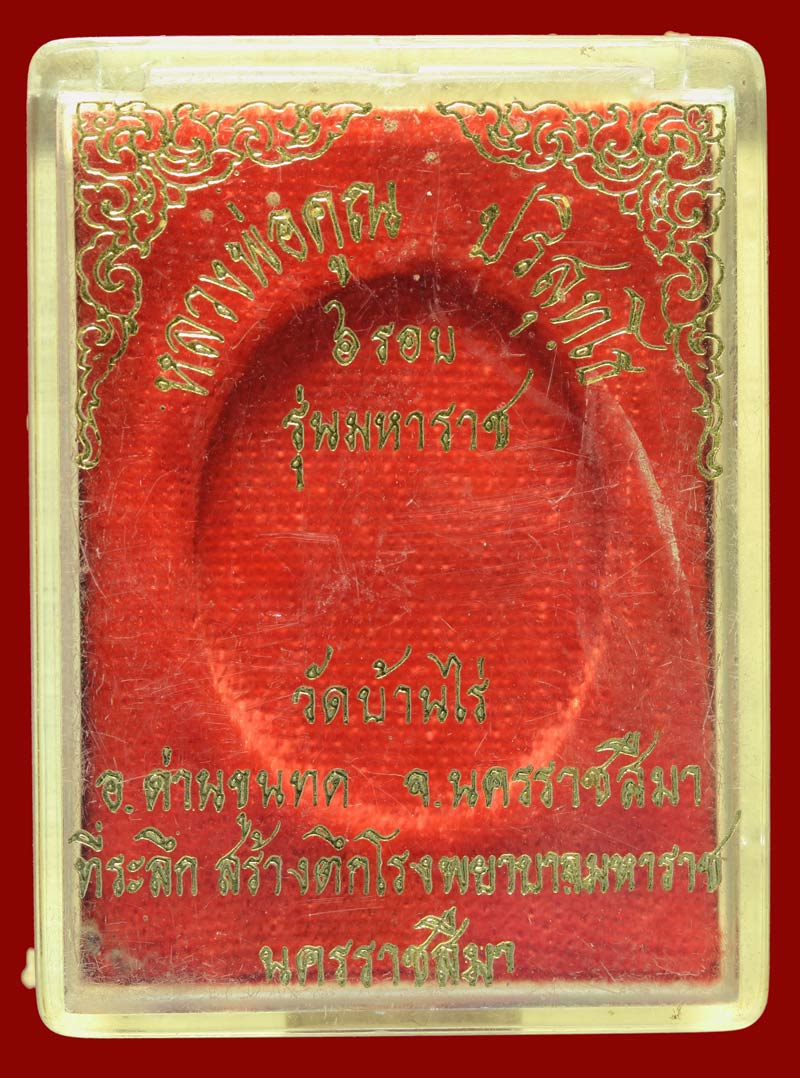 หลวงพ่อคูณ ปริสุทฺโธ
๖ รอบ
รุ่นมหาราช
วัดบ้านไร่
อ.ด่านขุนทด จ.นครราชสีมา
ที่ระลึก สร้างตึกโรงพยาบาลมหาราช
นครราชสีมา